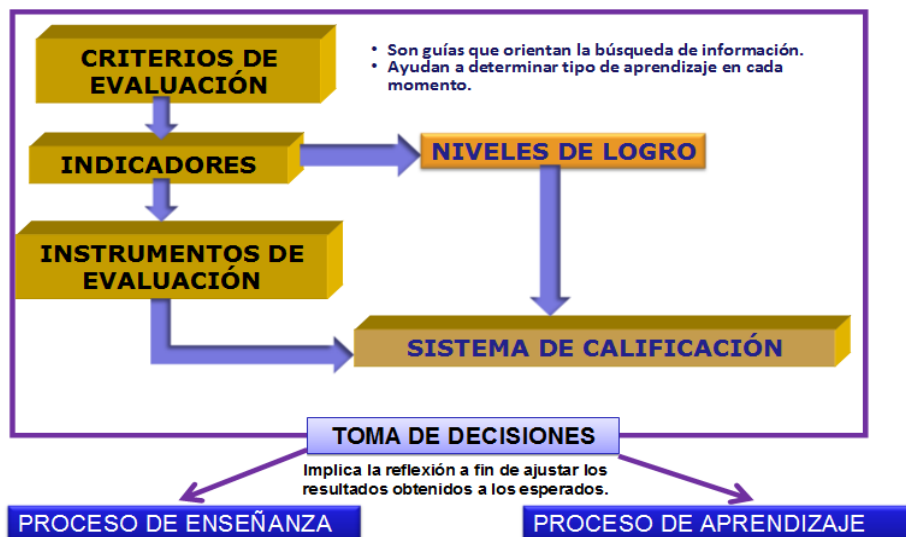 CRITERIOS DE
EVALUACIÓN
• Son guías que orientan la búsqueda de información.
• Ayudan a determinar tipo de aprendizaje en cada
momento.
INDICADORES
NIVELES DE LOGRO
INSTRUMENTOS DE
EVALUACIÓN
SISTEMA DE CALIFICACIÓN
TOMA DE DECISIONES
Implica la reflexión a fin de ajustar los
resultados obtenidos a los esperados.
PROCESO DE ENSEÑANZA
PROCESO DE APRENDIZAJE